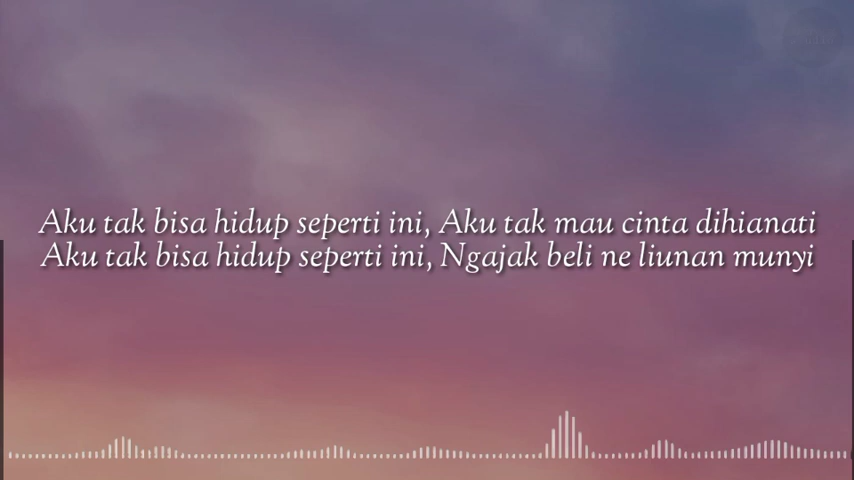 Aku tak bisa hidup seperti ini, Aku tak mau cinta dihianati
Aku tak bisa hidup seperti ini, Ngajak beli ne liunan munyi